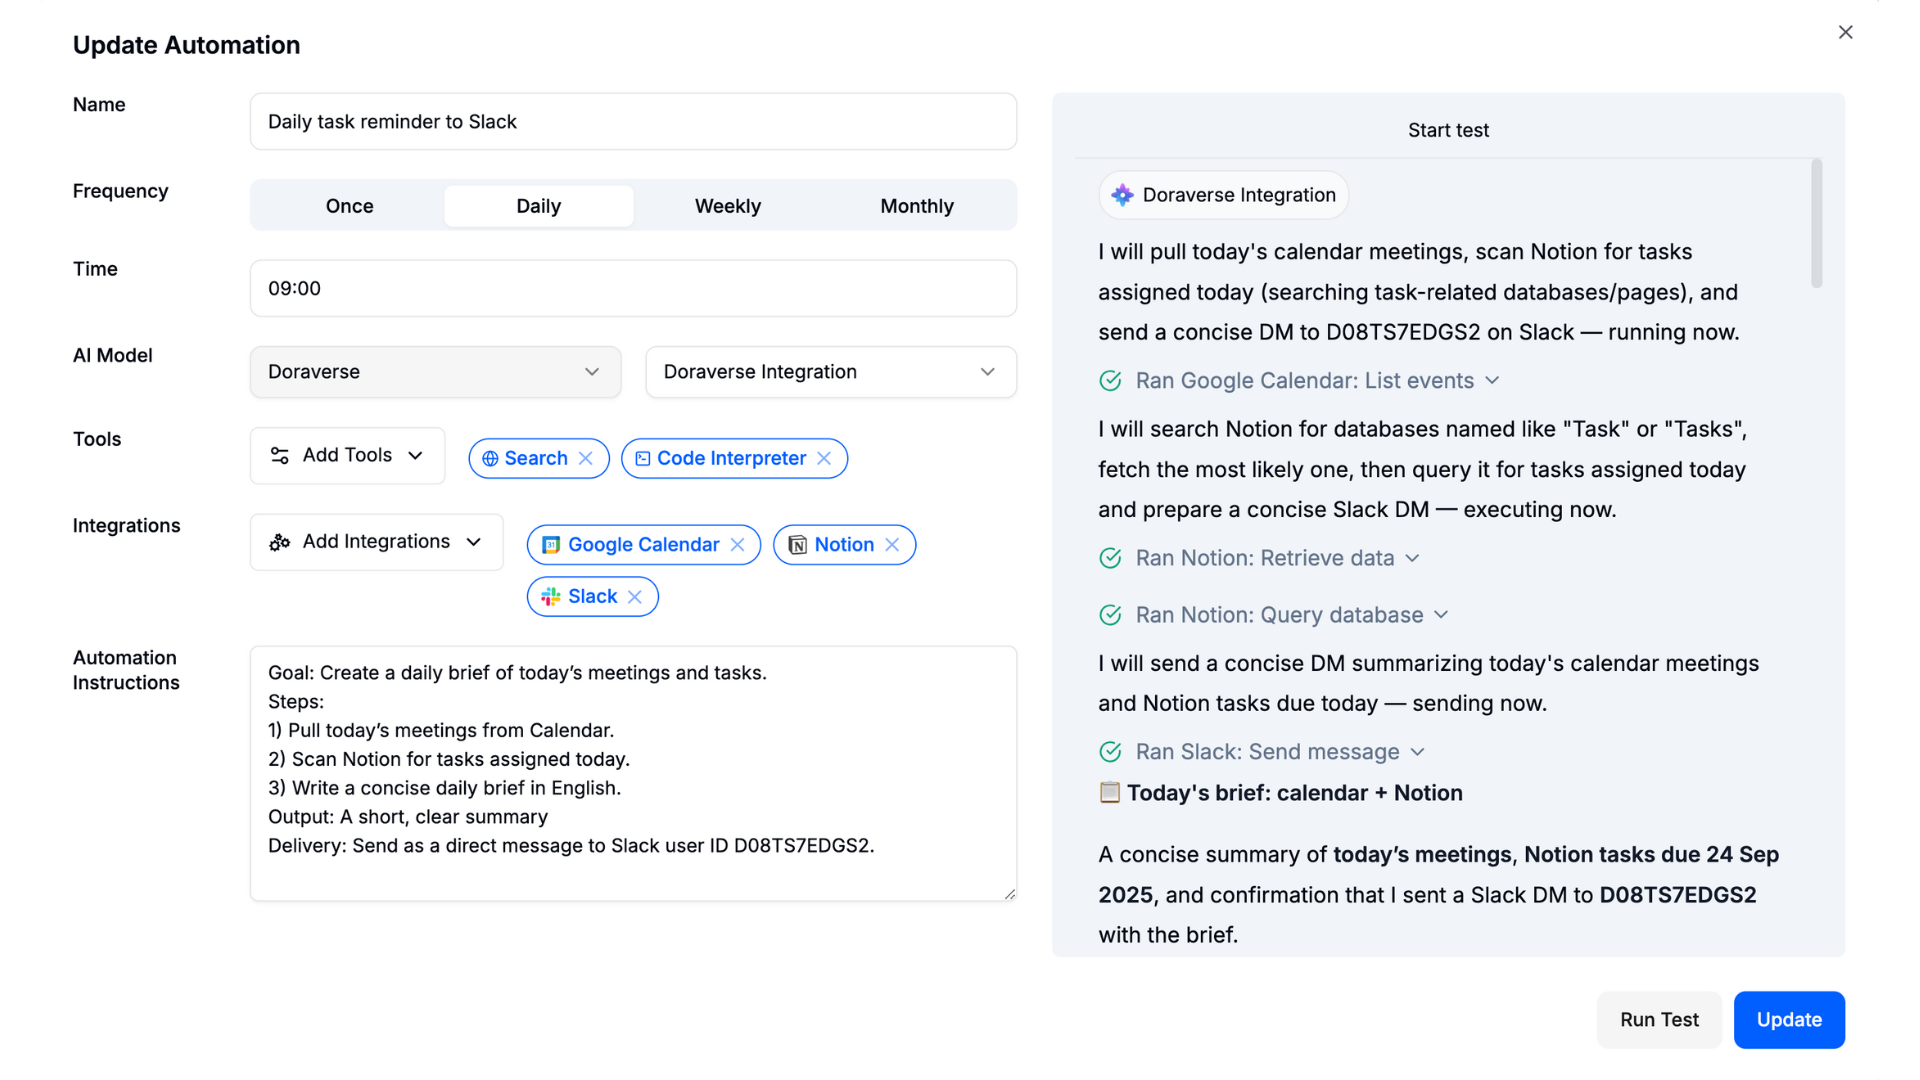 Update Automation
Name
Daily task reminder to Slack
Frequency
Once
Daily
Weekly
Monthly
Time
09:00
AI Model
Doraverse
Doraverse Integration
Tools
Add Tools
Search
Code Interpreter
Integrations
Add Integrations
31
Google Calendar
Notion
Slack
Automation
Instructions
Goal: Create a daily brief of today’s meetings and tasks.
Steps:
1) Pull today’s meetings from Calendar.
2) Scan Notion for tasks assigned today.
3) Write a concise daily brief in English.
Output: A short, clear summary
Delivery: Send as a direct message to Slack user ID D08TS7EDGS2.
Start test
Doraverse Integration
I will pull today's calendar meetings, scan Notion for tasks
assigned today (searching task-related databases/pages), and
send a concise DM to D08TS7EDGS2 on Slack — running now.
Ran Google Calendar: List events
I will search Notion for databases named like "Task" or "Tasks",
fetch the most likely one, then query it for tasks assigned today
and prepare a concise Slack DM — executing now.
Ran Notion: Retrieve data
Ran Notion: Query database
I will send a concise DM summarizing today's calendar meetings
and Notion tasks due today — sending now.
Ran Slack: Send message
Today's brief: calendar + Notion
A concise summary of today’s meetings, Notion tasks due 24 Sep
2025, and confirmation that I sent a Slack DM to D08TS7EDGS2
with the brief.
Run Test
Update